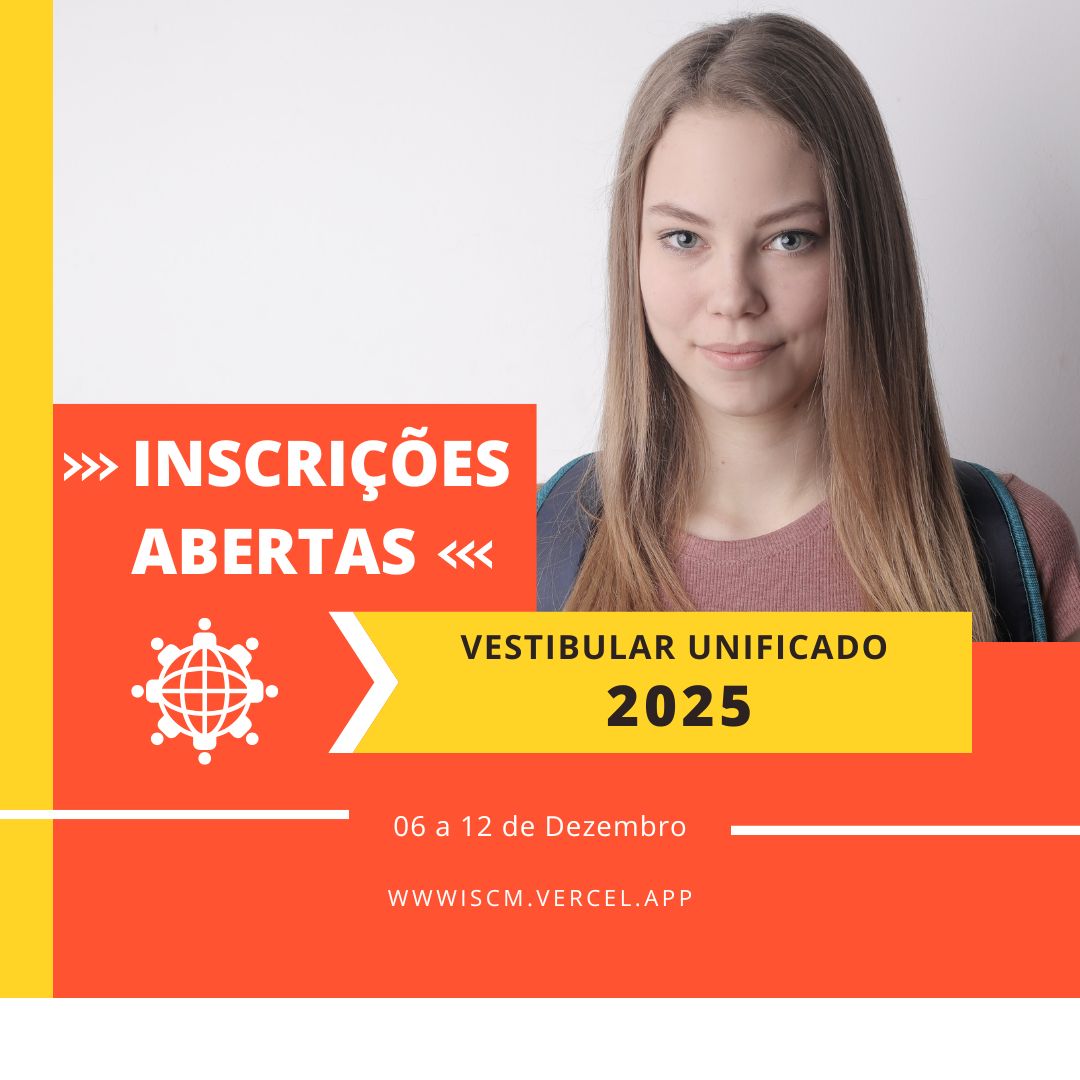 ››› INSCRIÇÕES
ABERTAS ‹‹‹
VESTIBULAR UNIFICADO
2025
06 a 12 de Dezembro
WWWISCM.VERCEL.APP